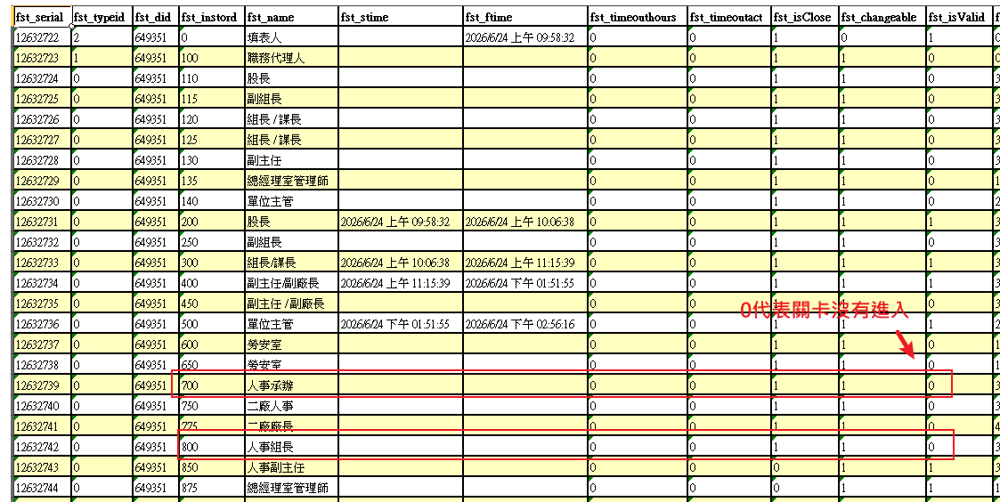 fst_serial fst_typeid fst_did fst_instord fst_name fst_stime fst_ftime fst_timeouthours fst_timeoutact fst_isClose fst_changeable fst_isValid f
12632722 2 649351 0 填表人 2026/6/24 上午 09:58:32 0 0 1 0 1 0
12632723 1 649351 100 職務代理人 0 0 1 1 0 0
12632724 0 649351 110 股長 0 0 1 1 0 3
12632725 0 649351 115 副組長 0 0 1 1 0 3
12632726 0 649351 120 組長 / 課長 0 0 1 1 0 3
12632727 0 649351 125 組長 / 課長 0 0 1 1 0 3
12632728 0 649351 130 副主任 0 0 1 1 0 3
12632729 0 649351 135 總經理室管理師 0 0 1 1 0 1
12632730 0 649351 140 單位主管 0 0 1 1 0 2
12632731 0 649351 200 股長 2026/6/24 上午 09:58:32 2026/6/24 上午 10:06:38 0 0 1 1 1 3
12632732 0 649351 250 副組長 0 0 1 1 0 3
12632733 0 649351 300 組長/課長 2026/6/24 上午 10:06:38 2026/6/24 上午 11:15:39 0 0 1 1 1 3
12632734 0 649351 400 副主任/副廠長 2026/6/24 上午 11:15:39 2026/6/24 下午 01:51:55 0 0 1 1 1 3
12632735 0 649351 450 副主任 /副廠長 0 0 1 1 0 3
0代表關卡沒有進入
12632736 0 649351 500 單位主管 2026/6/24 下午 01:51:55 2026/6/24 下午 02:56:16 0 0 1 1 1 2
12632737 0 649351 600 勞安室 0 0 1 1 0 1
12632738 0 649351 650 勞安室 0 0 1 1 0 1
12632739 0 649351 700 人事承辦 0 0 1 1 0 3
12632740 0 649351 750 二廠人事 0 0 1 1 0 3
12632741 0 649351 775 二廠廠長 0 0 1 1 0 4
12632742 0 649351 800 人事組長 0 0 1 1 0 3
12632743 0 649351 850 人事副主任 0 0 0 1 1 3
12632744 0 649351 875 總經理室管理師 0 0 0 1 1 1